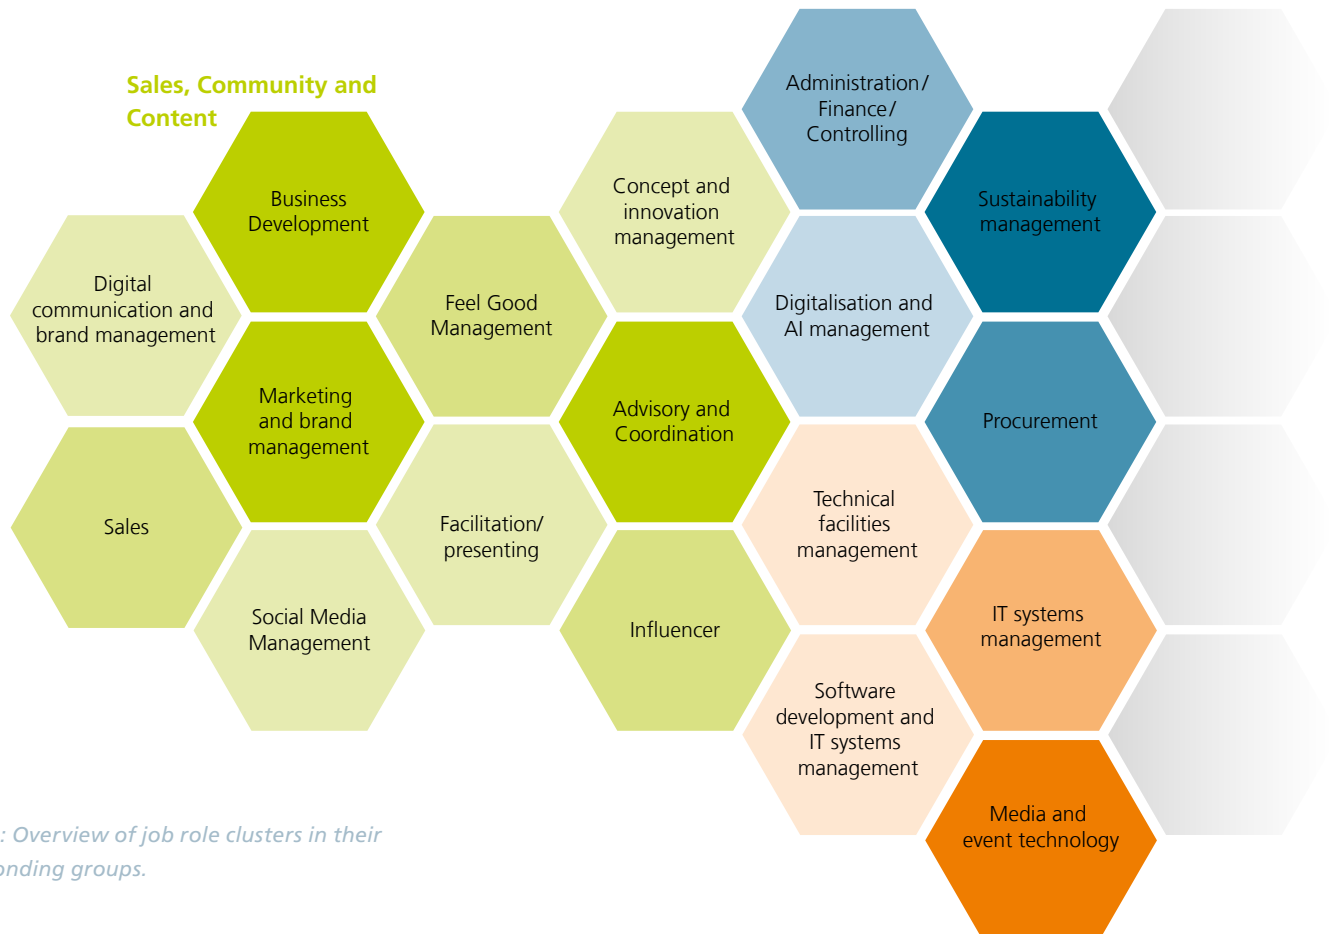 Sales, Community and
Content
Administration/
Finance/
Controlling
Business
Development
Concept and
innovation
management
Sustainability
management
Digital
communication and
brand management
Feel Good
Management
Digitalisation and
AI management
Marketing
and brand
management
Advisory and
Coordination
Procurement
Sales
Facilitation/
presenting
Technical
facilities
management
Social Media
Management
Influencer
IT systems
management
Software
development and
IT systems
management
Media and
event technology
: Overview of job role clusters in their
onding groups.